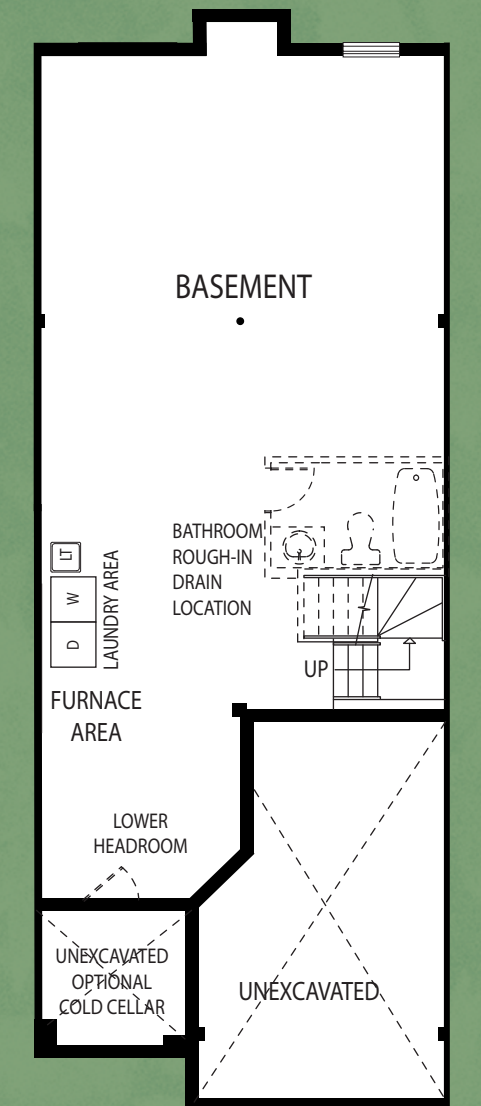 BASEMENT
BATHROOM
ROUGH-IN
DRAIN
LOCATION
LT
W
D
LAUNDRY AREA
UP
FURNACE
AREA
LOWER
HEADROOM
UNEXCAVATED
OPTIONAL
COLD CELLAR
UNEXCAVATED